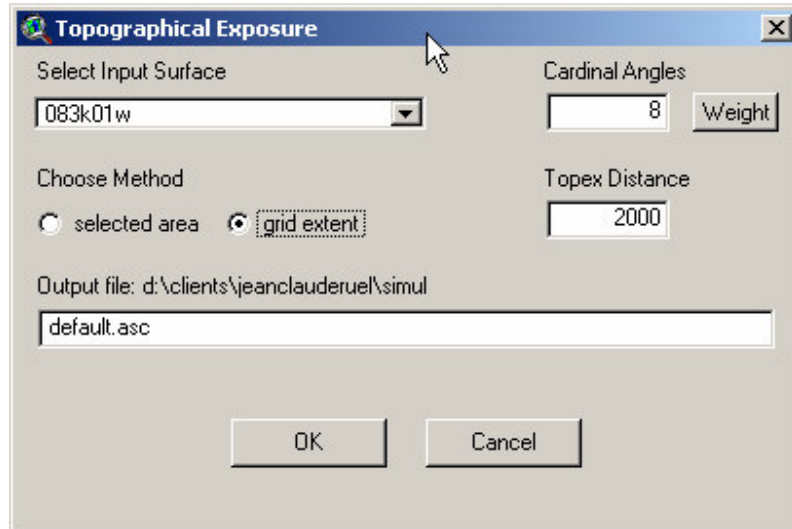 Topographical Exposure
Select Input Surface
083k01w
Cardinal Angles
8
Weight
Choose Method
selected area
grid extent
Topex Distance
2000
Output file: d:\clients\jeanclauderuel\simul
default.asc
OK
Cancel